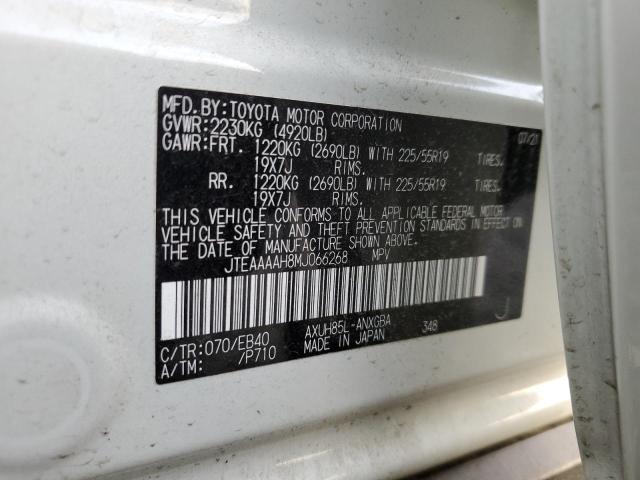 MFD. BY: TOYOTA MOTOR CORPORATION 07/21
GVWR: 2230KG (4920LB)
GAWR: FRT. 1220KG (2690LB) WITH 225/55R19 TIRES.
19X7J RIMS.
RR. 1220KG (2690LB) WITH 225/55R19 TIRES.
19X7J RIMS.
THIS VEHICLE CONFORMS TO ALL APPLICABLE FEDERAL MOTOR
VEHICLE SAFETY AND THEFT PREVENTION STANDARDS IN EFFECT ON
THE DATE OF MANUFACTURE SHOWN ABOVE.
JTEAAAAH8MJ066268 MPV
AXUH85L-ANXGBA 348 J
C/TR: 070/EB40 MADE IN JAPAN
A/TM: /P710